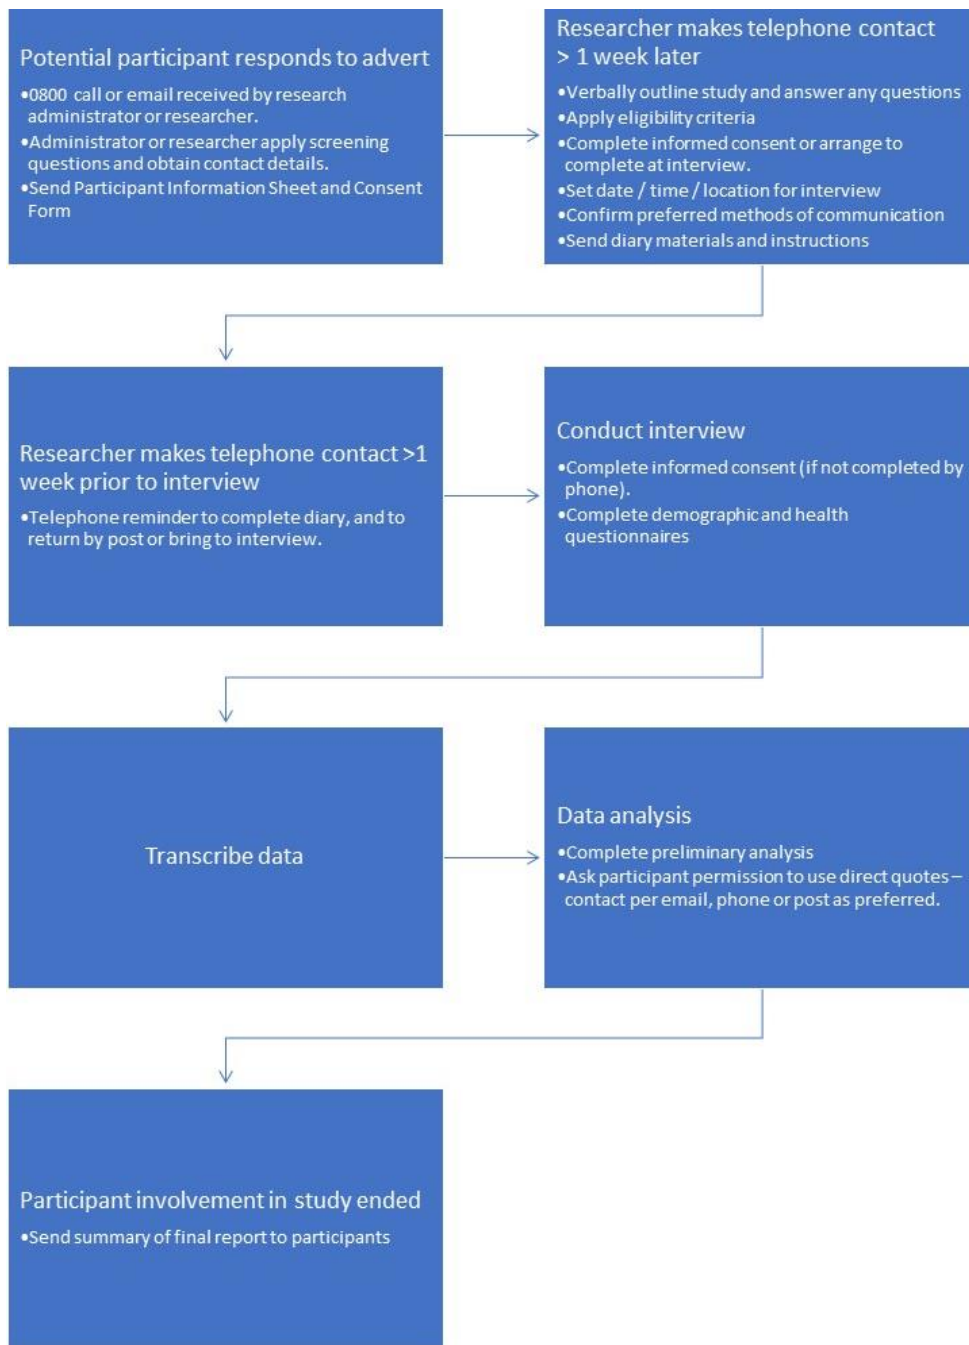 Potential participant responds to advert
•0800 call or email received by research
administrator or researcher.
•Administrator or researcher apply screening
questions and obtain contact details.
•Send Participant Information Sheet and Consent
Form
Researcher makes telephone contact
> 1 week later
•Verbally outline study and answer any questions
•Apply eligibility criteria
•Complete informed consent or arrange to
complete at interview.
•Set date / time / location for interview
•Confirm preferred methods of communication
•Send diary materials and instructions
Researcher makes telephone contact >1
week prior to interview
•Telephone reminder to complete diary, and to
return by post or bring to interview.
Conduct interview
•Complete informed consent (if not completed by
phone).
•Complete demographic and health
questionnaires
Transcribe data
Data analysis
•Complete preliminary analysis
•Ask participant permission to use direct quotes –
contact per email, phone or post as preferred.
Participant involvement in study ended
•Send summary of final report to participants